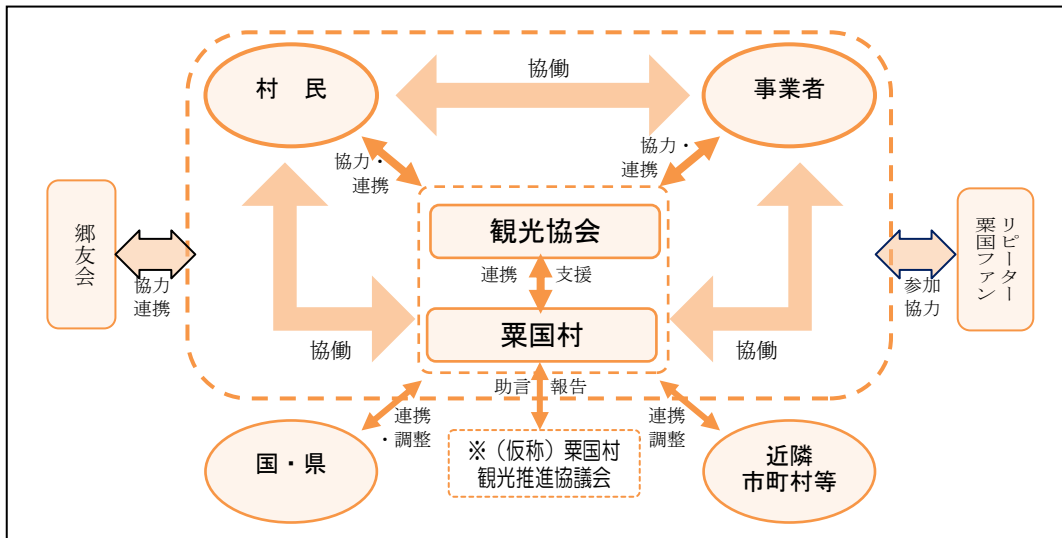 協働
村　民
事業者
協力・
連携
協力・
連携
観光協会
連携
支援
粟国村
郷友会
協力
連携
リピーター
粟国ファン
参加
協力
協働
協働
助言
報告
連携
・調整
連携
調整
国・県
※（仮称）粟国村
観光推進協議会
近隣
市町村等